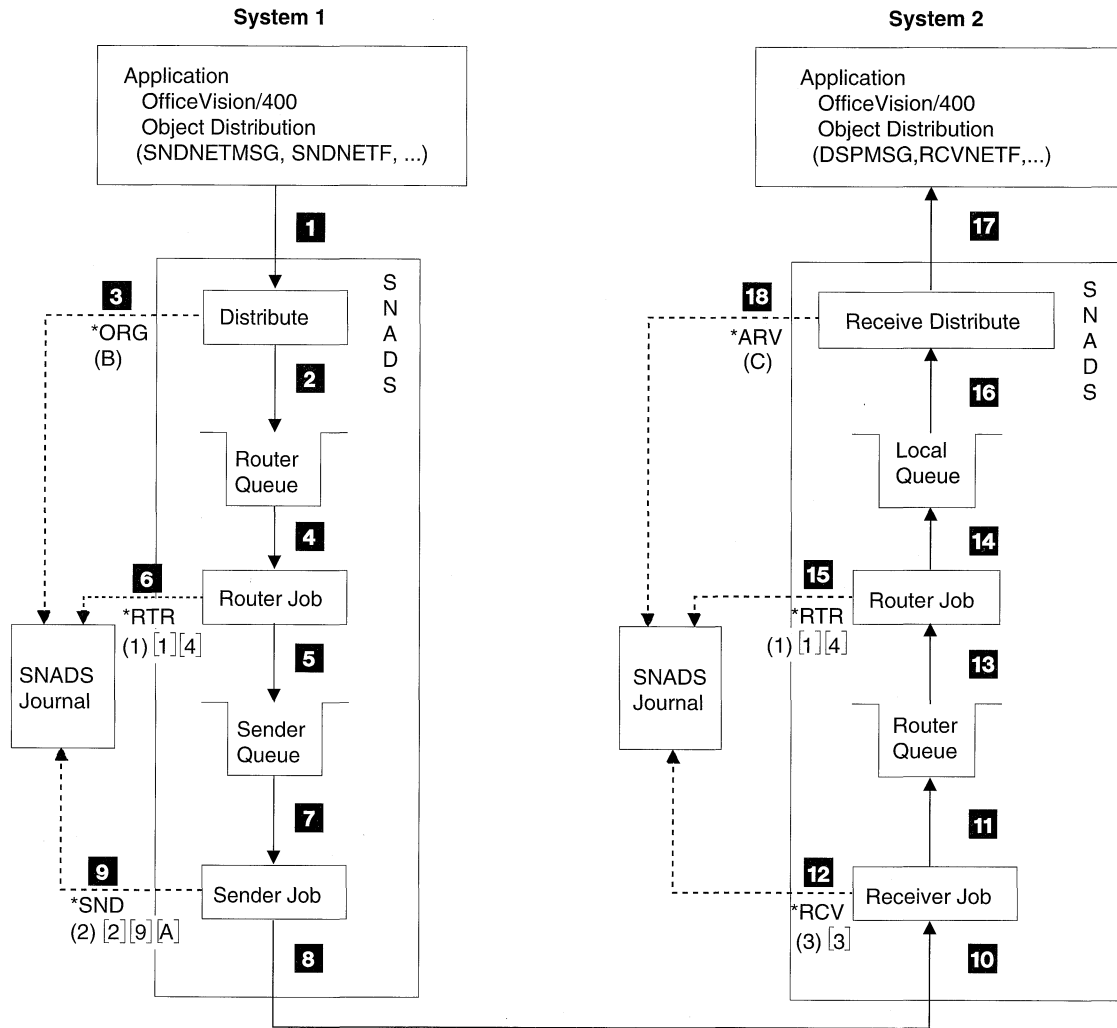 System 1
Application
OfficeVision/400
Object Distribution
(SNDNETMSG, SNDNETF, ...)
1
S
N
A
D
S
3
*ORG
(B)
Distribute
2
Router
Queue
4
6
*RTR
(1) [1] [4]
Router Job
SNADS
Journal
5
Sender
Queue
7
9
*SND
(2) [2] [9] [A]
Sender Job
8
System 2
Application
OfficeVision/400
Object Distribution
(DSPMSG,RCVNETF,...)
17
S
N
A
D
S
18
*ARV
(C)
Receive Distribute
16
Local
Queue
14
15
*RTR
(1) [1] [4]
Router Job
SNADS
Journal
13
Router
Queue
11
12
*RCV
(3) [3]
Receiver Job
10